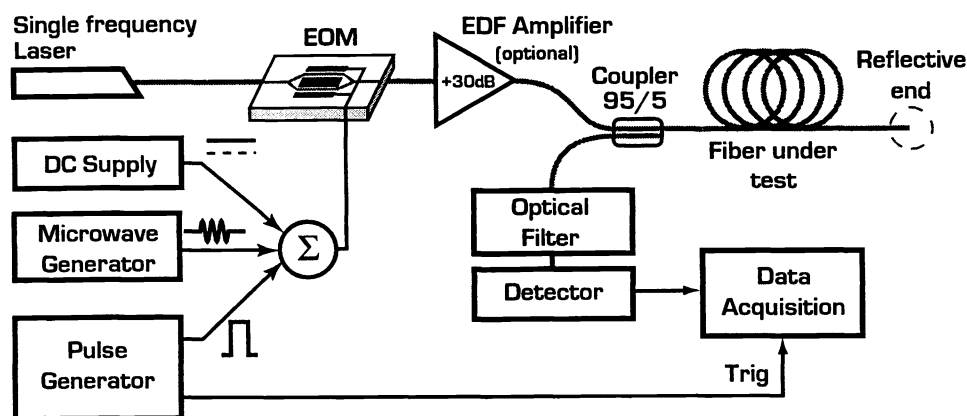 Single frequency
Laser
EOM
EDF Amplifier
(optional)
+30dB
Coupler
95/5
Reflective
end
Fiber under
test
DC Supply
Microwave
Generator
Σ
Pulse
Generator
Optical
Filter
Detector
Data
Acquisition
Trig